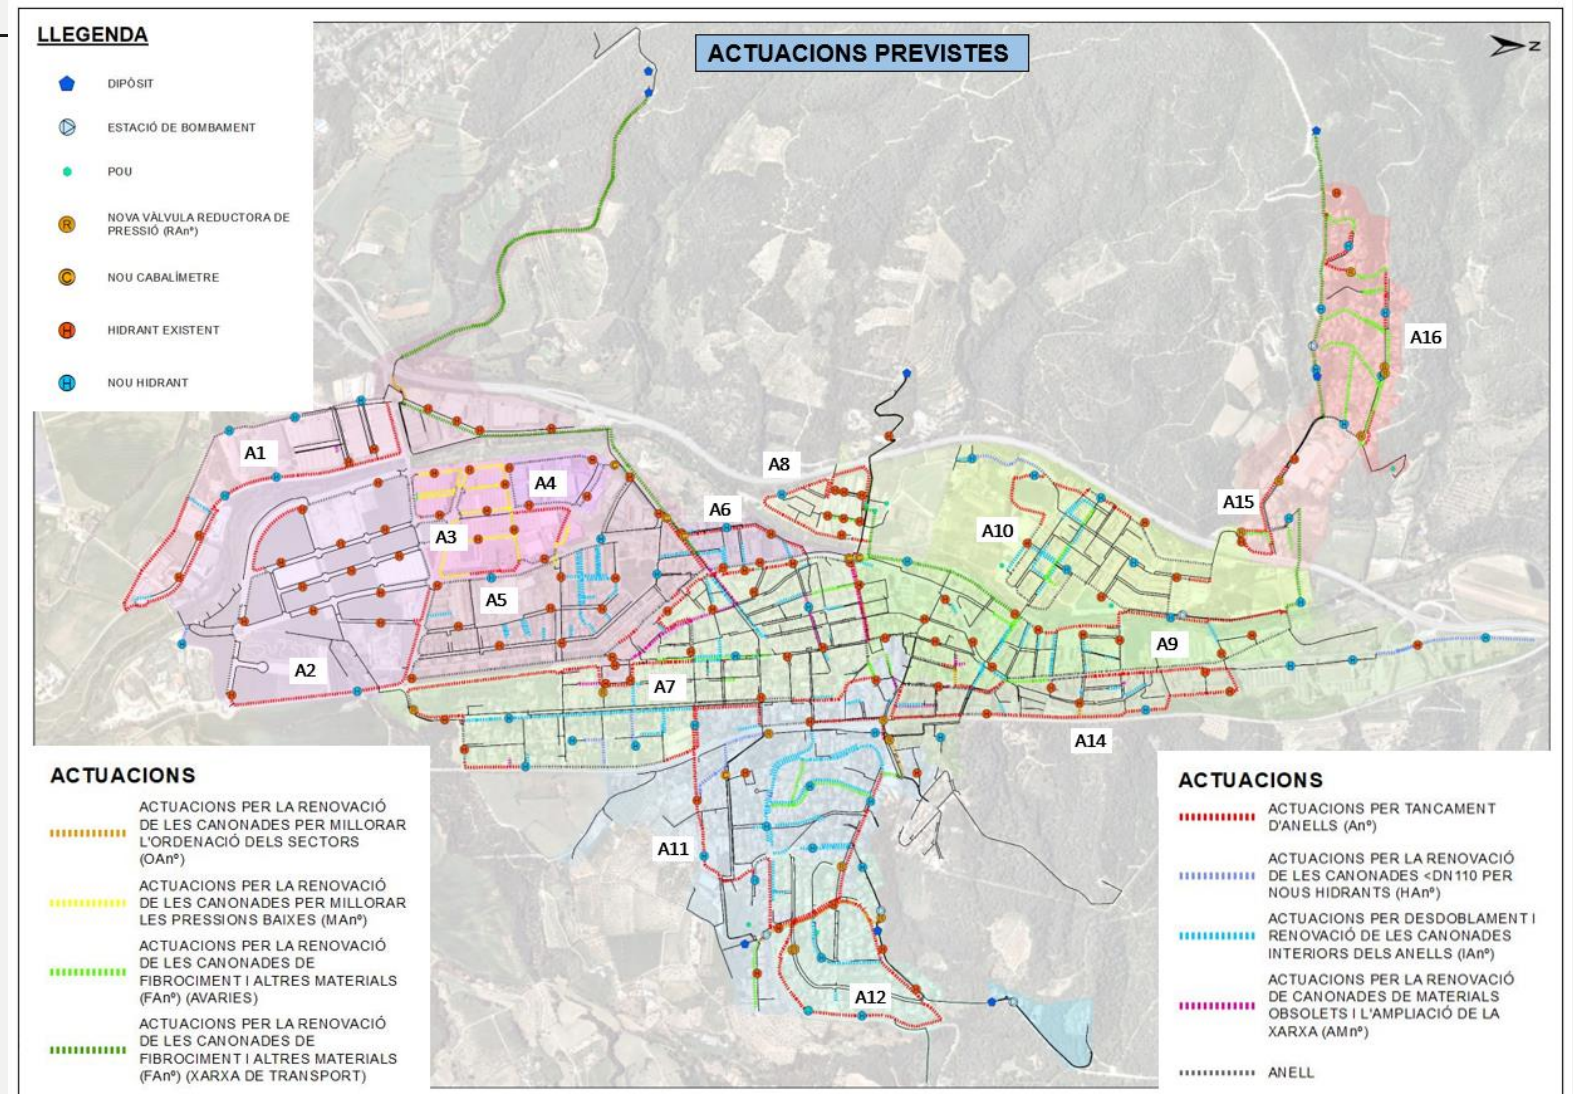 LLEGENDA
DIPÒSIT
ESTACIÓ DE BOMBAMENT
POU
NOVA VÀLVULA REDUCTORA DE
PRESSIÓ (RAnº)
NOU CABALÍMETRE
HIDRANT EXISTENT
NOU HIDRANT
ACTUACIONS PREVISTES
N
A1
A2
A3
A4
A5
A6
A7
A8
A9
A10
A11
A12
A14
A15
A16
ACTUACIONS
ACTUACIONS PER LA RENOVACIÓ
DE LES CANONADES PER MILLORAR
L'ORDENACIÓ DELS SECTORS
(OAnº)
ACTUACIONS PER LA RENOVACIÓ
DE LES CANONADES PER MILLORAR
LES PRESSIONS BAIXES (MAnº)
ACTUACIONS PER LA RENOVACIÓ
DE LES CANONADES DE
FIBROCIMENT I ALTRES MATERIALS
(FAnº) (AVARIES)
ACTUACIONS PER LA RENOVACIÓ
DE LES CANONADES DE
FIBROCIMENT I ALTRES MATERIALS
(FAnº) (XARXA DE TRANSPORT)
ACTUACIONS
ACTUACIONS PER TANCAMENT
D'ANELLS (Anº)
ACTUACIONS PER LA RENOVACIÓ
DE LES CANONADES <DN110 PER
NOUS HIDRANTS (HAnº)
ACTUACIONS PER DESDOBLAMENT I
RENOVACIÓ DE LES CANONADES
INTERIORS DELS ANELLS (IAnº)
ACTUACIONS PER LA RENOVACIÓ
DE CANONADES DE MATERIALS
OBSOLETS I L'AMPLIACIÓ DE LA
XARXA (AMnº)
ANELL